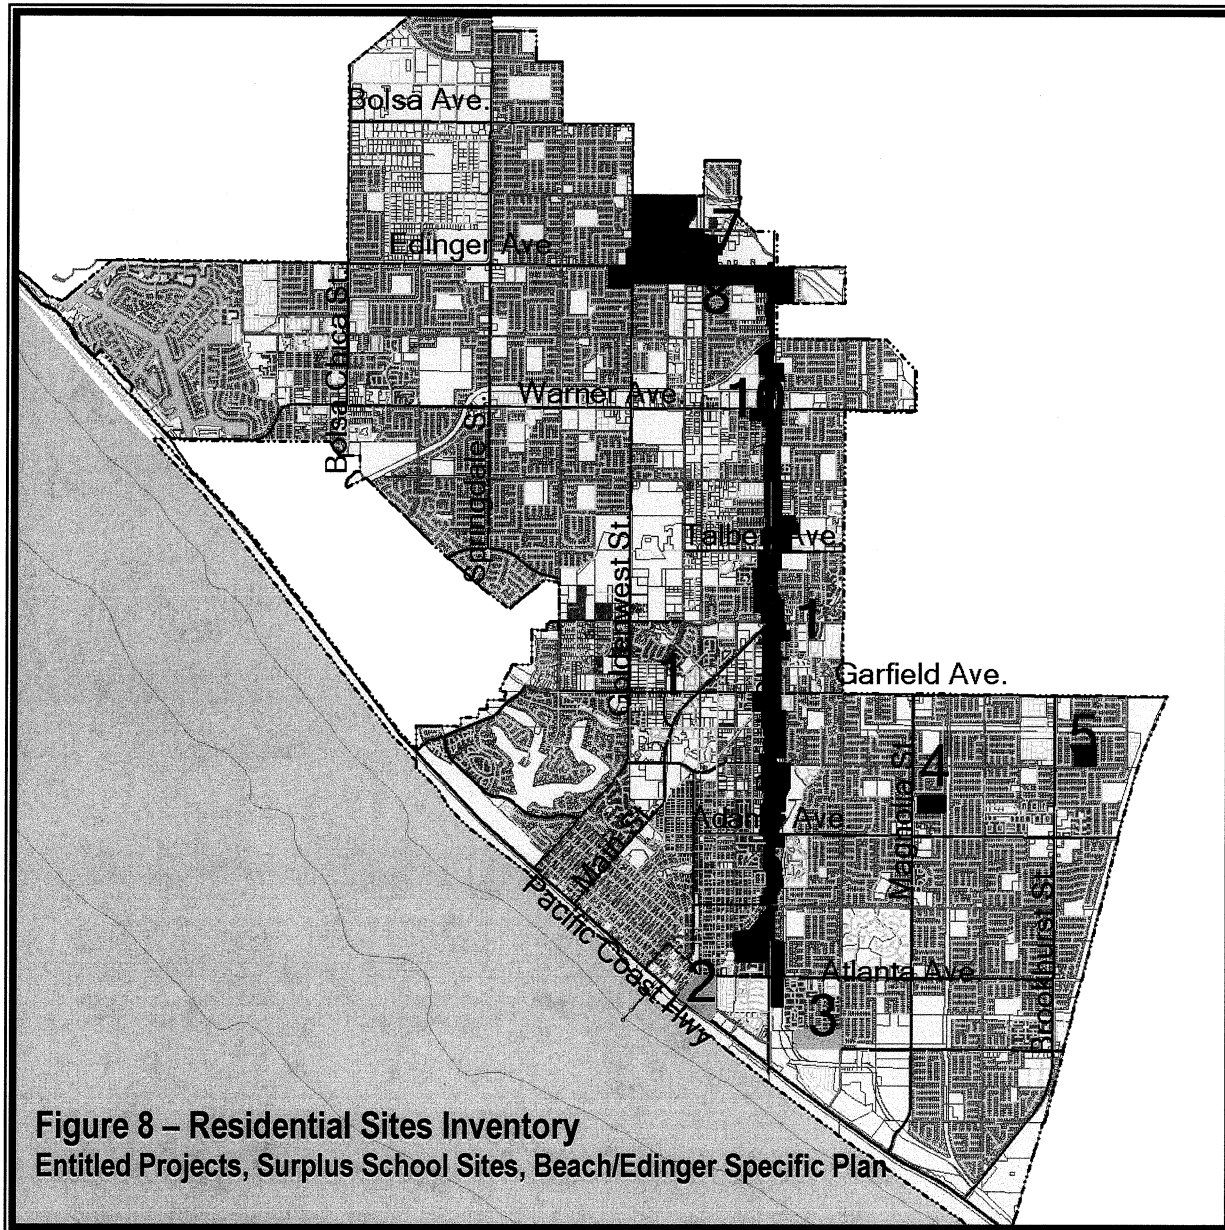 Bolsa Ave.
7
Edinger Ave
8
Bolsa Chica St.
Warner Ave.
10
Springdale St.
Talbert Ave.
Goldenwest St.
1
1
Garfield Ave.
5
4
Magnolia St.
Adams Ave
Main St
Pacific Coast Hwy
Brookhurst St.
2
Atlanta Ave
3
Figure 8 – Residential Sites Inventory
Entitled Projects, Surplus School Sites, Beach/Edinger Specific Plan